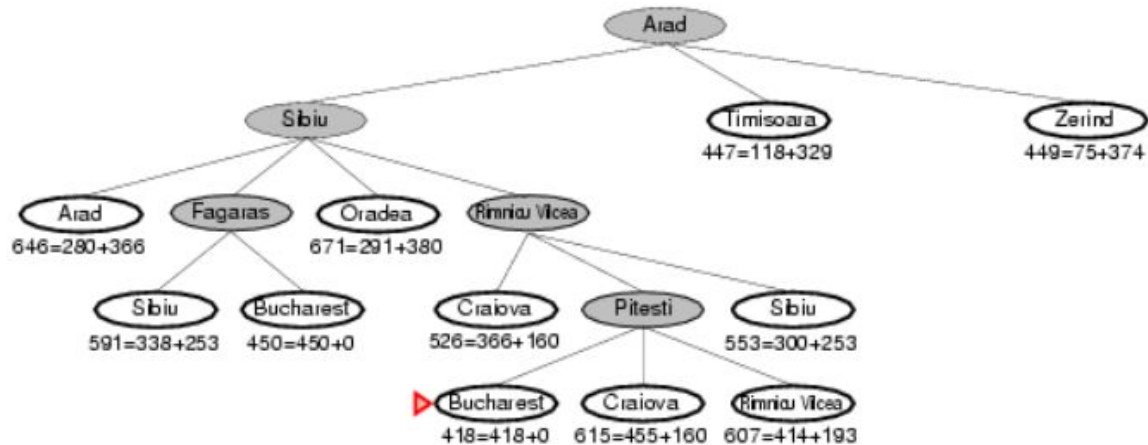 Arad
Sibiu
Timisoara
Zerind
447=118+329
449=75+374
Arad
Fagaras
Oradea
Rimnicu Vilcea
646=280+366
671=291+380
Sibiu
Bucharest
Craiova
Pitesti
Sibiu
591=338+253
450=450+0
526=366+160
553=300+253
Bucharest
Craiova
Rimnicu Vilcea
418=418+0
615=455+160
607=414+193